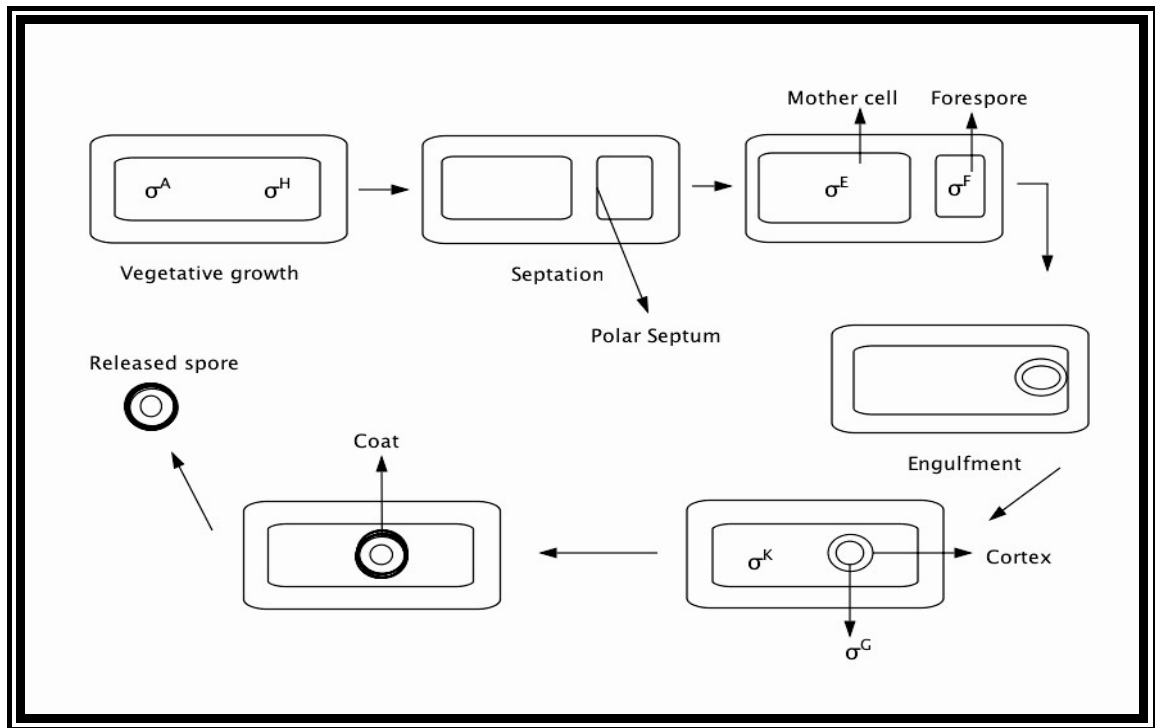 Mother cell
Forespore
σA
σH
σE
σF
Vegetative growth
Septation
Polar Septum
Released spore
Coat
Engulfment
σK
Cortex
σG